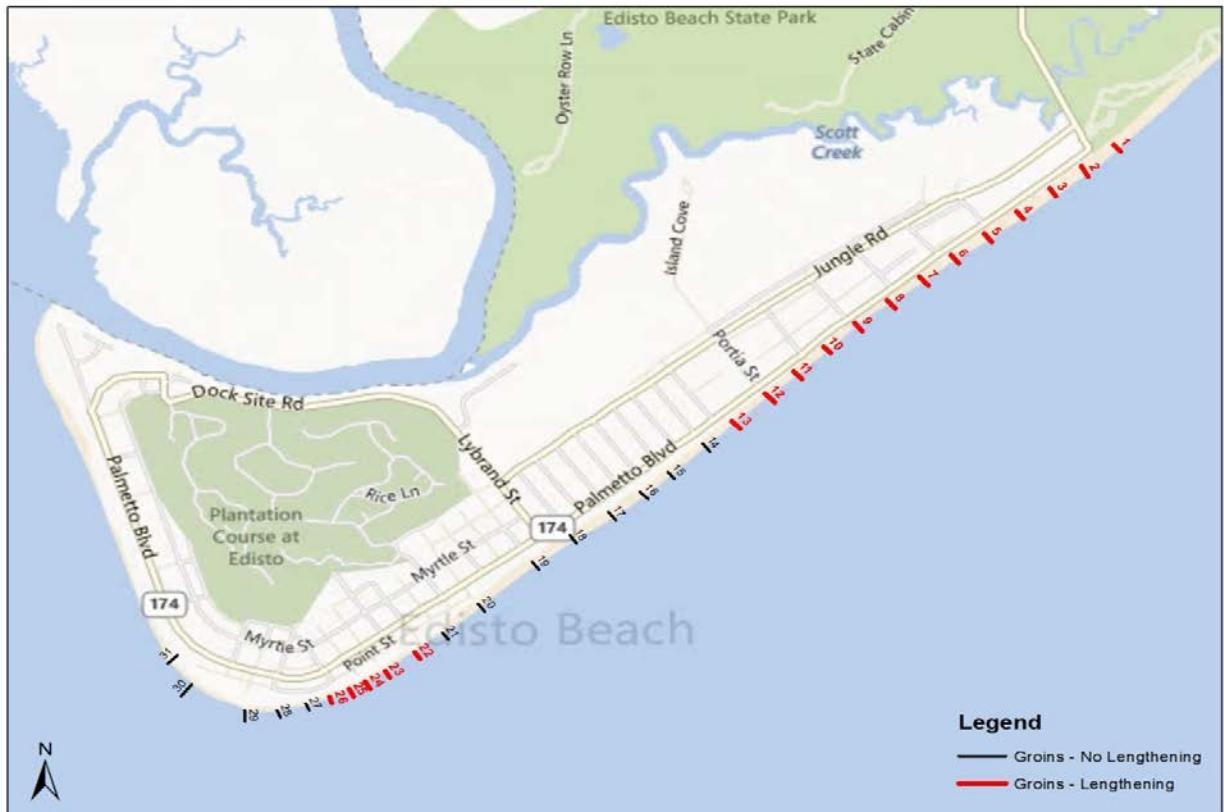 Edisto Beach State Park
Oyster Row Ln
State Cabin
Scott
Creek
Island Cove
Jungle Rd
Portia St
Dock Site Rd
Lybrand St
Palmetto Blvd
Palmetto Blvd
Rice Ln
Plantation
Course at
Edisto
174
Myrtle St
174
Myrtle St
Point St
Edisto Beach
1
2
3
4
5
6
7
8
9
10
11
12
13
14
15
16
17
18
19
20
21
22
23
24
25
26
27
28
29
30
31
N
Legend
Groins - No Lengthening
Groins - Lengthening